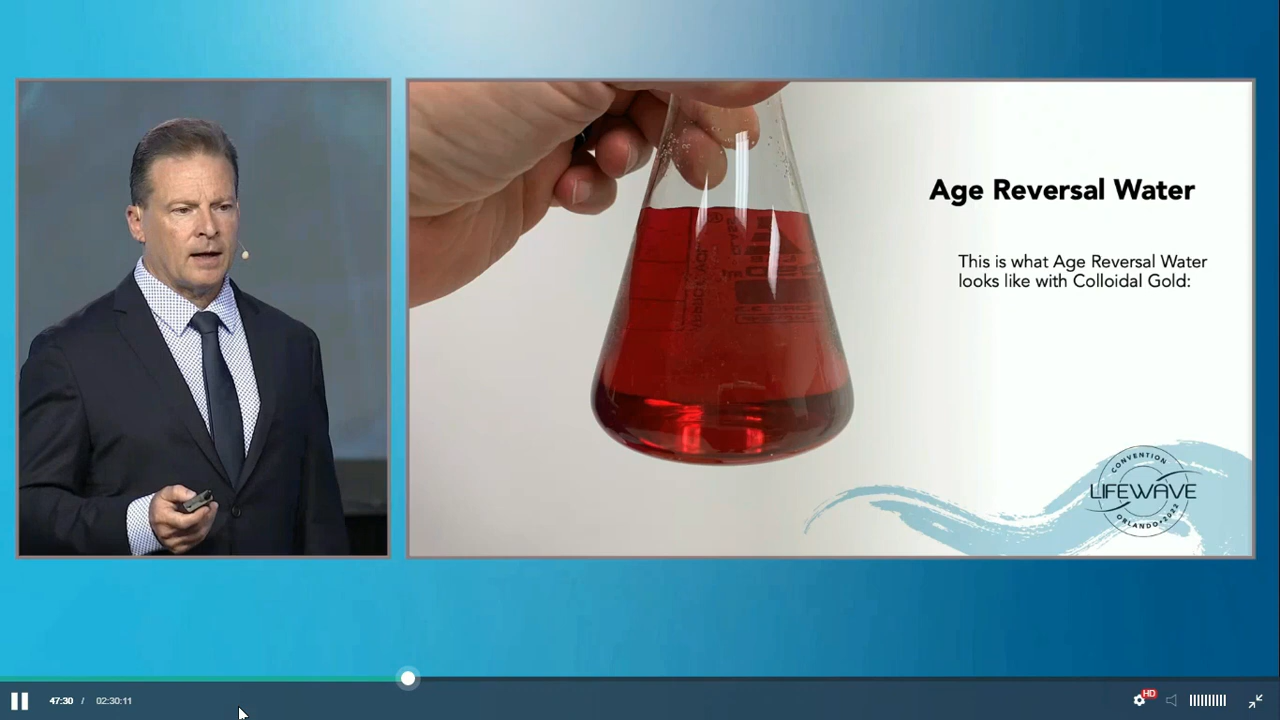 Age Reversal Water
This is what Age Reversal Water
looks like with Colloidal Gold:
CONVENTION
LIFEWAVE
ORLANDO•2022
47:30 / 02:30:11
HD